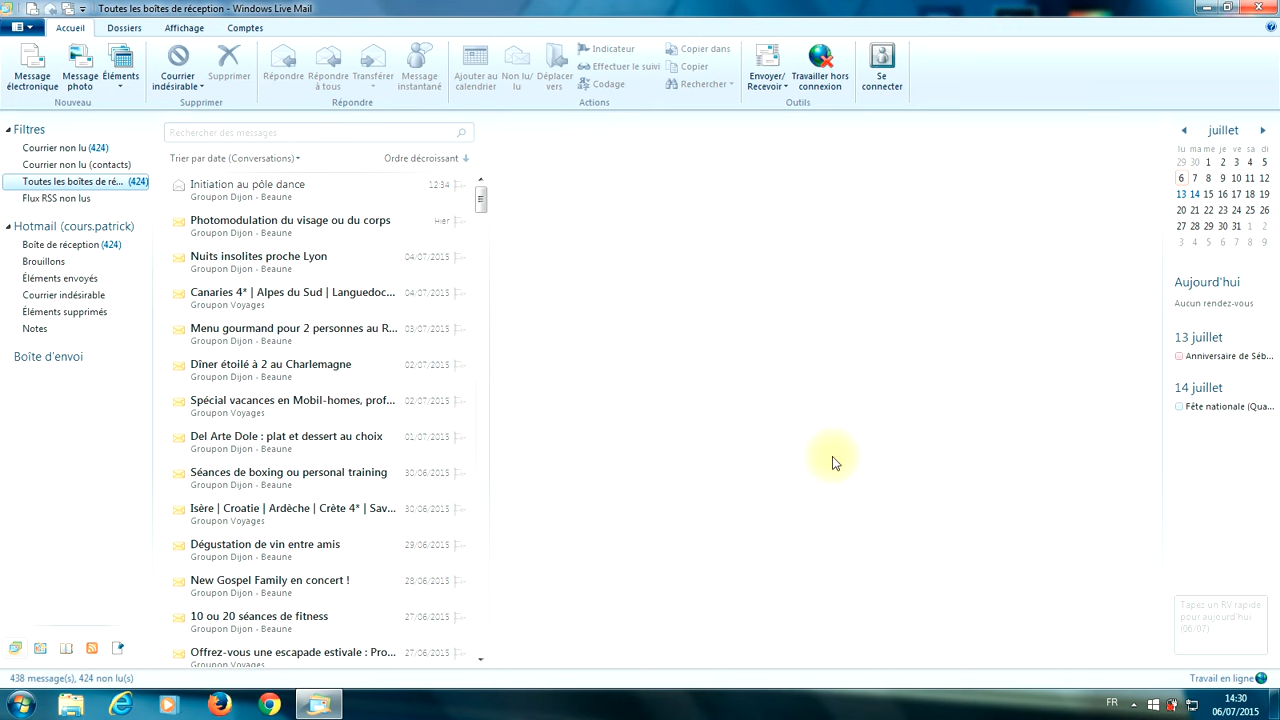 Toutes les boîtes de réception - Windows Live Mail
Accueil Dossiers Affichage Comptes
Message électronique
Message photo
Éléments
Nouveau
Courrier indésirable
Supprimer
Supprimer
Répondre
Répondre à tous
Transférer
Message instantané
Répondre
Ajouter au calendrier
Non lu/ lu
Déplacer vers
Indicateur
Effectuer le suivi
Codage
Copier dans
Copier
Rechercher
Actions
Envoyer/ Recevoir
Travailler hors connexion
Outils
Se connecter
Filtres
Courrier non lu (424)
Courrier non lu (contacts)
Toutes les boîtes de ré... (424)
Flux RSS non lus
Hotmail (cours.patrick)
Boîte de réception (424)
Brouillons
Éléments envoyés
Courrier indésirable
Éléments supprimés
Notes
Boîte d'envoi
Rechercher des messages
Trier par date (Conversations) Ordre décroissant
Initiation au pôle dance 12:34
Groupon Dijon - Beaune
Photomodulation du visage ou du corps Hier
Groupon Dijon - Beaune
Nuits insolites proche Lyon 04/07/2015
Groupon Dijon - Beaune
Canaries 4* | Alpes du Sud | Languedoc... 04/07/2015
Groupon Voyages
Menu gourmand pour 2 personnes au R... 03/07/2015
Groupon Dijon - Beaune
Dîner étoilé à 2 au Charlemagne 02/07/2015
Groupon Dijon - Beaune
Spécial vacances en Mobil-homes, prof... 02/07/2015
Groupon Voyages
Del Arte Dole : plat et dessert au choix 01/07/2015
Groupon Dijon - Beaune
Séances de boxing ou personal training 30/06/2015
Groupon Dijon - Beaune
Isère | Croatie | Ardèche | Crète 4* | Sav... 30/06/2015
Groupon Voyages
Dégustation de vin entre amis 29/06/2015
Groupon Dijon - Beaune
New Gospel Family en concert ! 28/06/2015
Groupon Dijon - Beaune
10 ou 20 séances de fitness 27/06/2015
Groupon Dijon - Beaune
Offrez-vous une escapade estivale : Pro... 27/06/2015
Groupon Voyages
juillet
lu ma me je ve sa di
29 30 1 2 3 4 5
6 7 8 9 10 11 12
13 14 15 16 17 18 19
20 21 22 23 24 25 26
27 28 29 30 31 1 2
3 4 5 6 7 8 9
Aujourd'hui
Aucun rendez-vous
13 juillet
Anniversaire de Séb...
14 juillet
Fête nationale (Qua...
Tapez un RV rapide
pour aujourd'hui
(06/07)
438 message(s), 424 non lu(s)
Travail en ligne
FR
14:30
06/07/2015